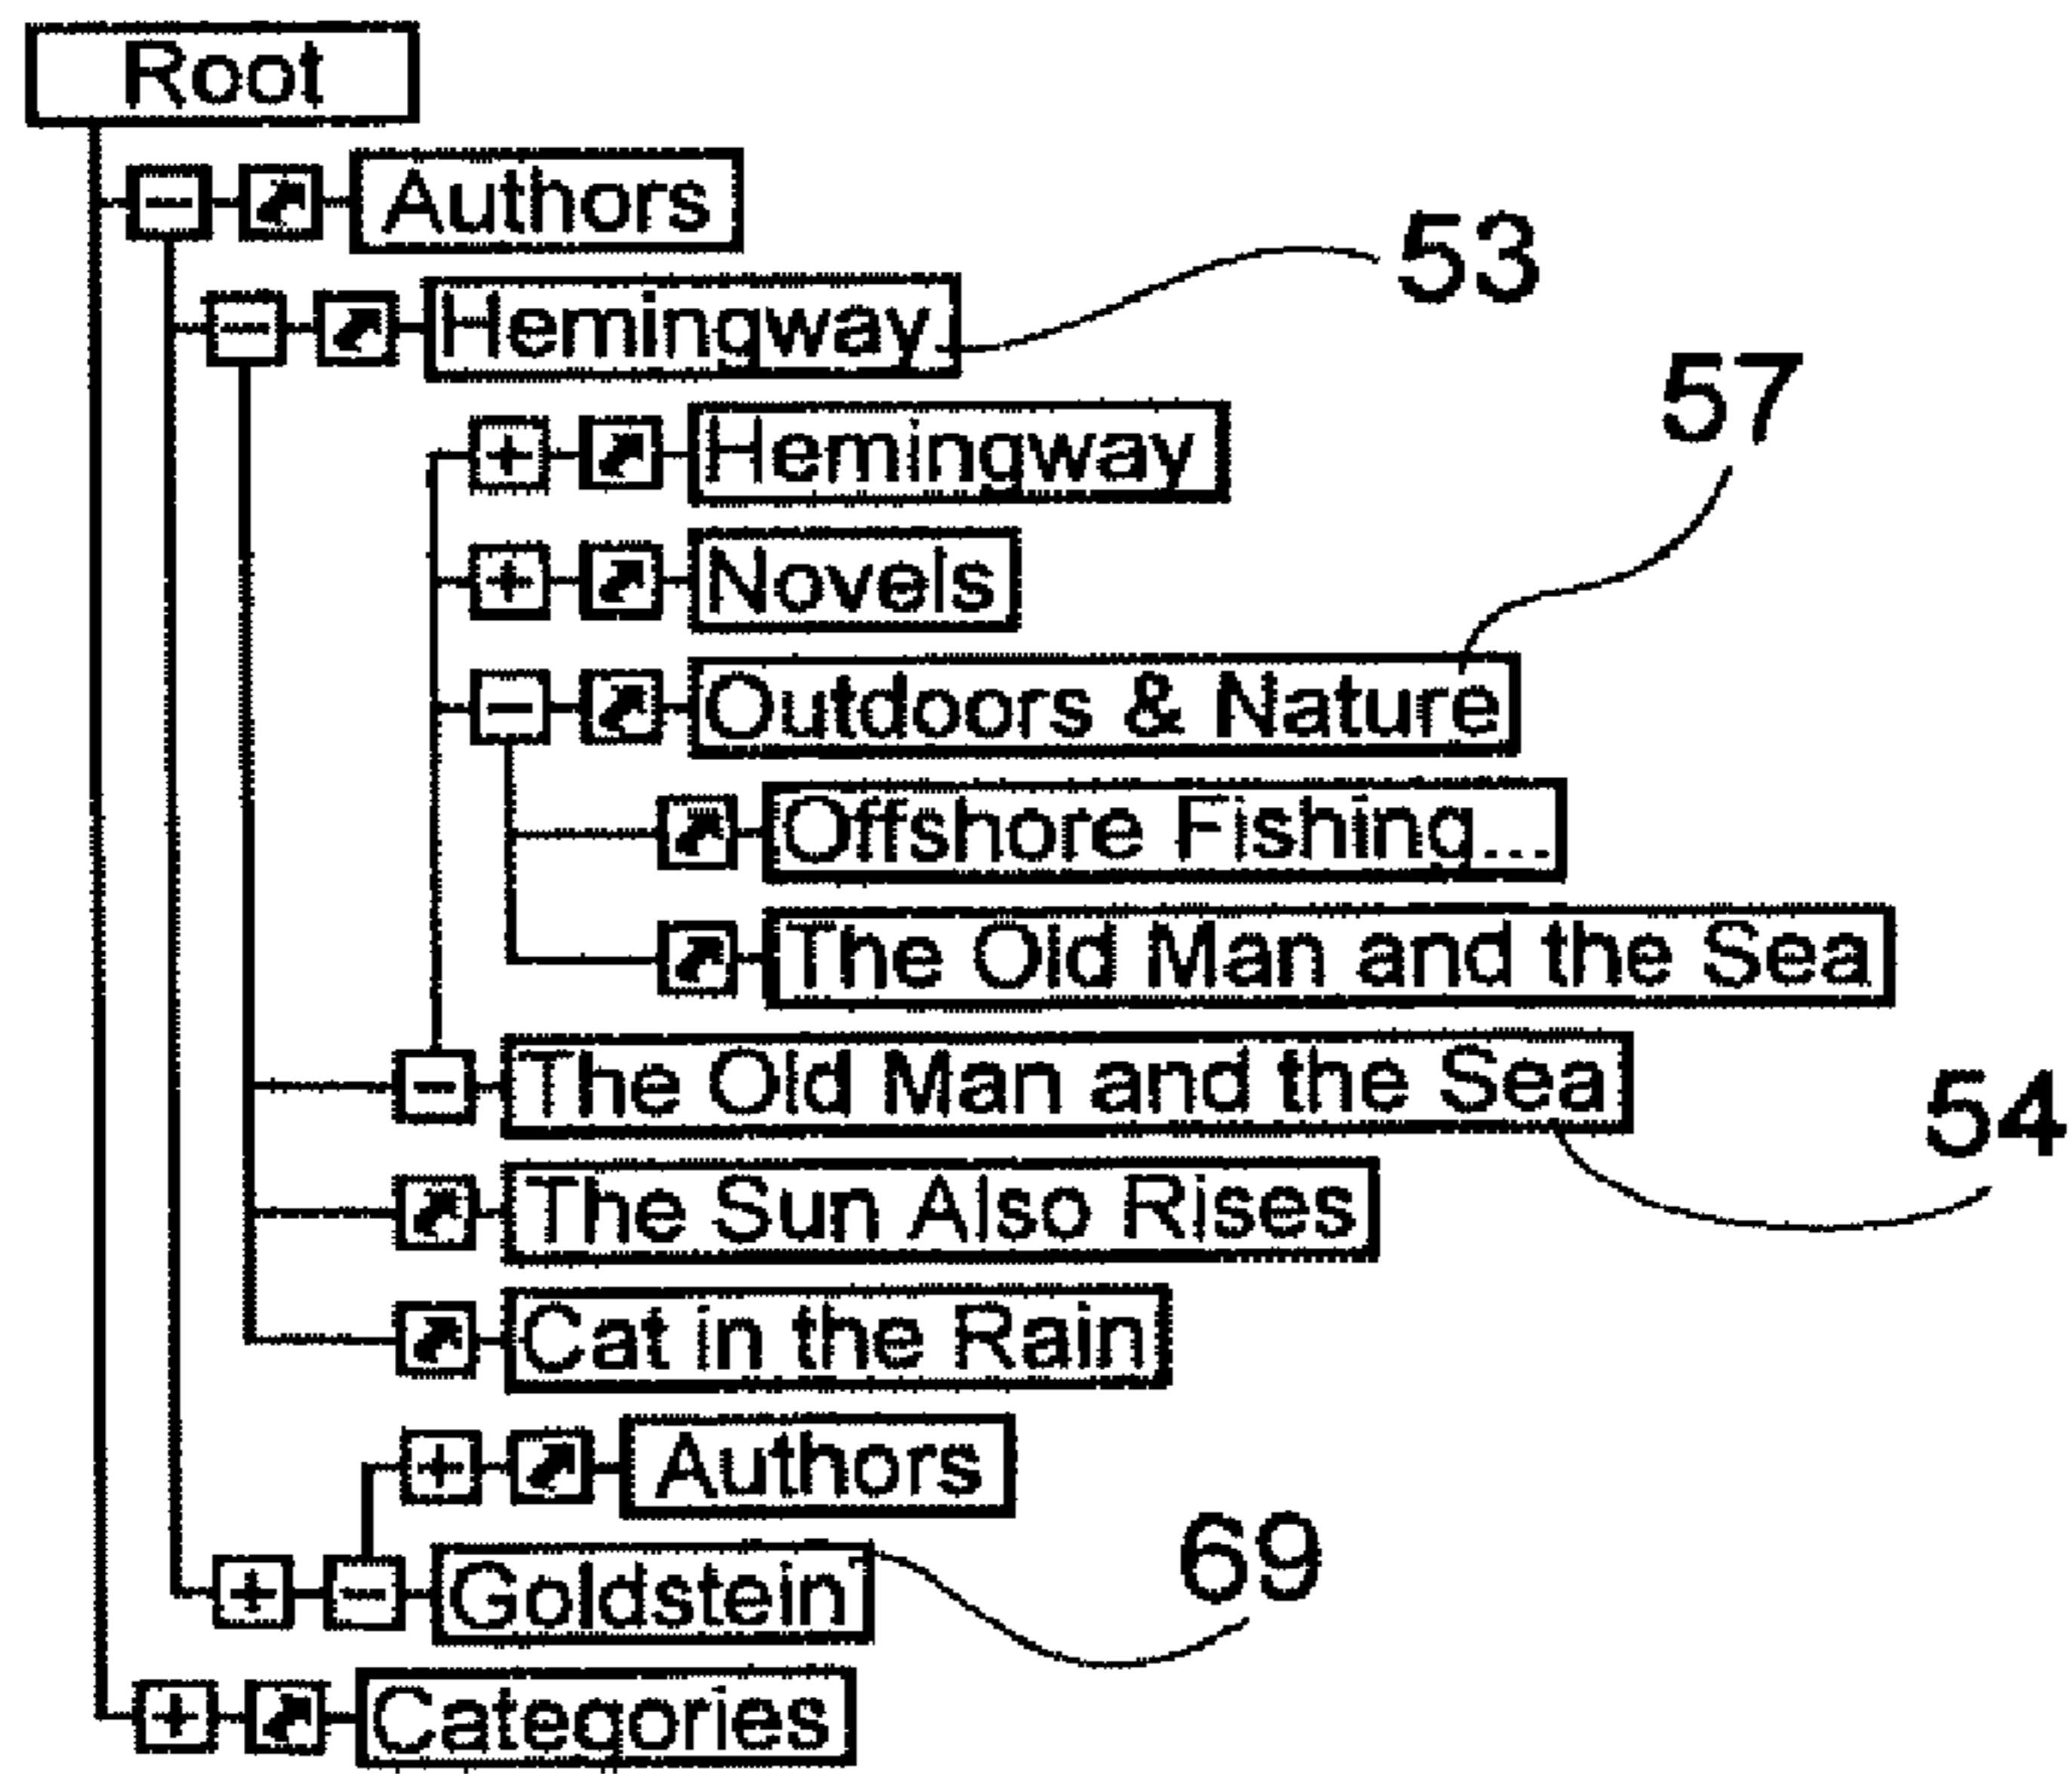 Root
Authors
53
Hemingway
57
Hemingway
Novels
Outdoors & Nature
Offshore Fishing...
The Old Man and the Sea
The Old Man and the Sea
54
The Sun Also Rises
Cat in the Rain
Authors
69
Goldstein
Categories